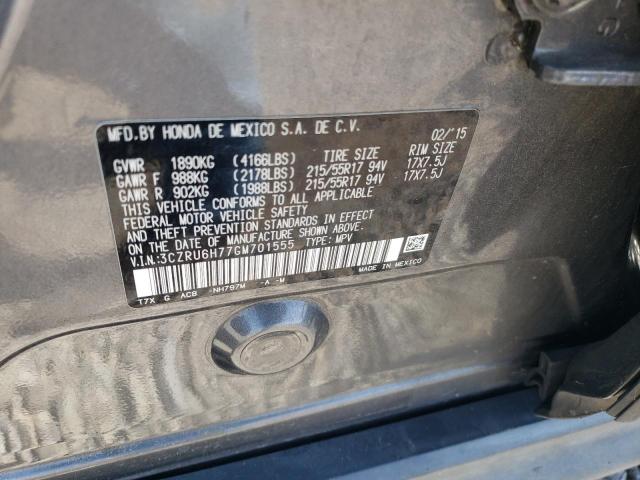 MFD.BY HONDA DE MEXICO S.A. DE C.V. 02/'15
GVWR 1890KG (4166LBS) TIRE SIZE RIM SIZE
GAWR F 988KG (2178LBS) 215/55R17 94V 17X7.5J
GAWR R 902KG (1988LBS) 215/55R17 94V 17X7.5J
THIS VEHICLE CONFORMS TO ALL APPLICABLE
FEDERAL MOTOR VEHICLE SAFETY
AND THEFT PREVENTION STANDARDS IN EFFECT
ON THE DATE OF MANUFACTURE SHOWN ABOVE.
V.I.N:3CZRU6H77GM701555 TYPE: MPV
MADE IN MEXICO
T7X G ACB -NH797M -A -M